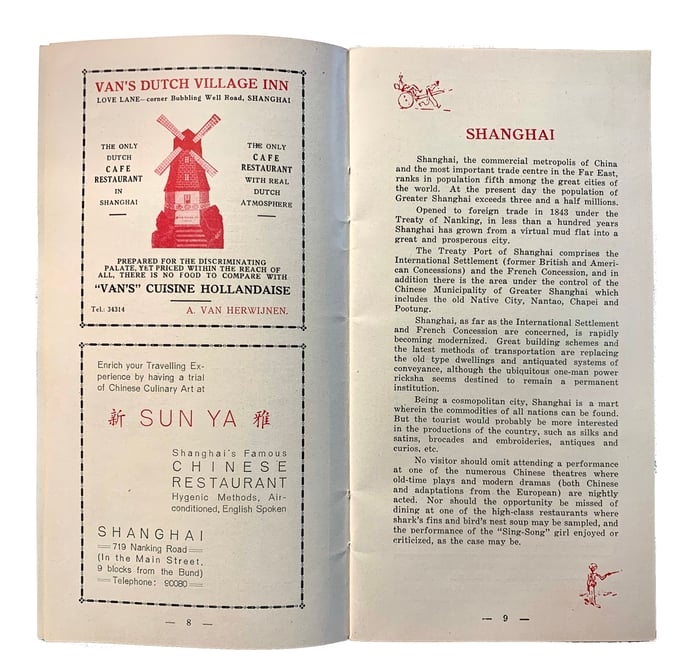 VAN'S DUTCH VILLAGE INN
LOVE LANE—corner Bubbling Well Road, SHANGHAI
THE ONLY
DUTCH
CAFE
RESTAURANT
IN
SHANGHAI
THE ONLY
CAFE
RESTAURANT
WITH REAL
DUTCH
ATMOSPHERE
PREPARED FOR THE DISCRIMINATING
PALATE, YET PRICED WITHIN THE REACH OF
ALL, THERE IS NO FOOD TO COMPARE WITH
"VAN'S" CUISINE HOLLANDAISE
Tel. 34314
A. VAN HERWIJNEN.
Enrich your Travelling Ex-
perience by having a trial
of Chinese Culinary Art at
新 SUN YA 雅
Shanghai's Famous
CHINESE
RESTAURANT
Hygenic Methods, Air-
conditioned, English Spoken
SHANGHAI
719 Nanking Road
(In the Main Street,
9 blocks from the Bund)
Telephone: 90080
— 8 —
SHANGHAI
Shanghai, the commercial metropolis of China
and the most important trade centre in the Far East,
ranks in population fifth among the great cities of
the world. At the present day the population of
Greater Shanghai exceeds three and a half millions.
Opened to foreign trade in 1843 under the
Treaty of Nanking, in less than a hundred years
Shanghai has grown from a virtual mud flat into a
great and prosperous city.
The Treaty Port of Shanghai comprises the
International Settlement (former British and Ameri-
can Concessions) and the French Concession, and in
addition there is the area under the control of the
Chinese Municipality of Greater Shanghai which
includes the old Native City, Nantao, Chapei and
Pootung.
Shanghai, as far as the International Settlement
and French Concession are concerned, is rapidly
becoming modernized. Great building schemes and
the latest methods of transportation are replacing
the old type dwellings and antiquated systems of
conveyance, although the ubiquitous one-man power
ricksha seems destined to remain a permanent
institution.
Being a cosmopolitan city, Shanghai is a mart
wherein the commodities of all nations can be found.
But the tourist would probably be more interested
in the productions of the country, such as silks and
satins, brocades and embroideries, antiques and
curios, etc.
No visitor should omit attending a performance
at one of the numerous Chinese theatres where
old-time plays and modern dramas (both Chinese
and adaptations from the European) are nightly
acted. Nor should the opportunity be missed of
dining at one of the high-class restaurants where
shark's fins and bird's nest soup may be sampled, and
the performance of the "Sing-Song" girl enjoyed or
criticized, as the case may be.
— 9 —